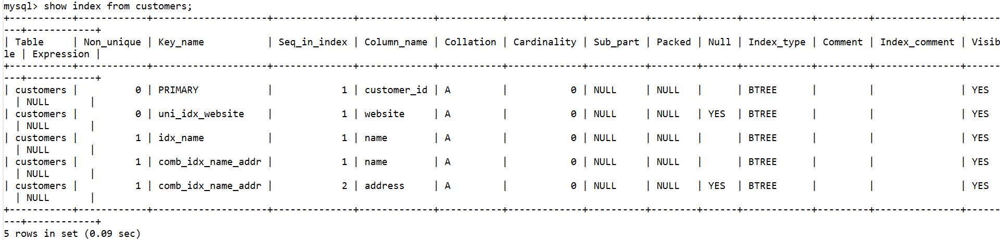 mysql> show index from customers;
+-----------+------------+--------------------+--------------+-------------+-----------+-------------+----------+--------+------+------------+---------+---------------+------
---+------------+
| Table     | Non_unique | Key_name           | Seq_in_index | Column_name | Collation | Cardinality | Sub_part | Packed | Null | Index_type | Comment | Index_comment | Visib
le | Expression |
+-----------+------------+--------------------+--------------+-------------+-----------+-------------+----------+--------+------+------------+---------+---------------+------
---+------------+
| customers |          0 | PRIMARY            |            1 | customer_id | A         |           0 | NULL     | NULL   |      | BTREE      |         |               | YES
  | NULL       |
| customers |          0 | uni_idx_website    |            1 | website     | A         |           0 | NULL     | NULL   | YES  | BTREE      |         |               | YES
  | NULL       |
| customers |          1 | idx_name           |            1 | name        | A         |           0 | NULL     | NULL   |      | BTREE      |         |               | YES
  | NULL       |
| customers |          1 | comb_idx_name_addr |            1 | name        | A         |           0 | NULL     | NULL   |      | BTREE      |         |               | YES
  | NULL       |
| customers |          1 | comb_idx_name_addr |            2 | address     | A         |           0 | NULL     | NULL   | YES  | BTREE      |         |               | YES
  | NULL       |
+-----------+------------+--------------------+--------------+-------------+-----------+-------------+----------+--------+------+------------+---------+---------------+------
---+------------+
5 rows in set (0.09 sec)